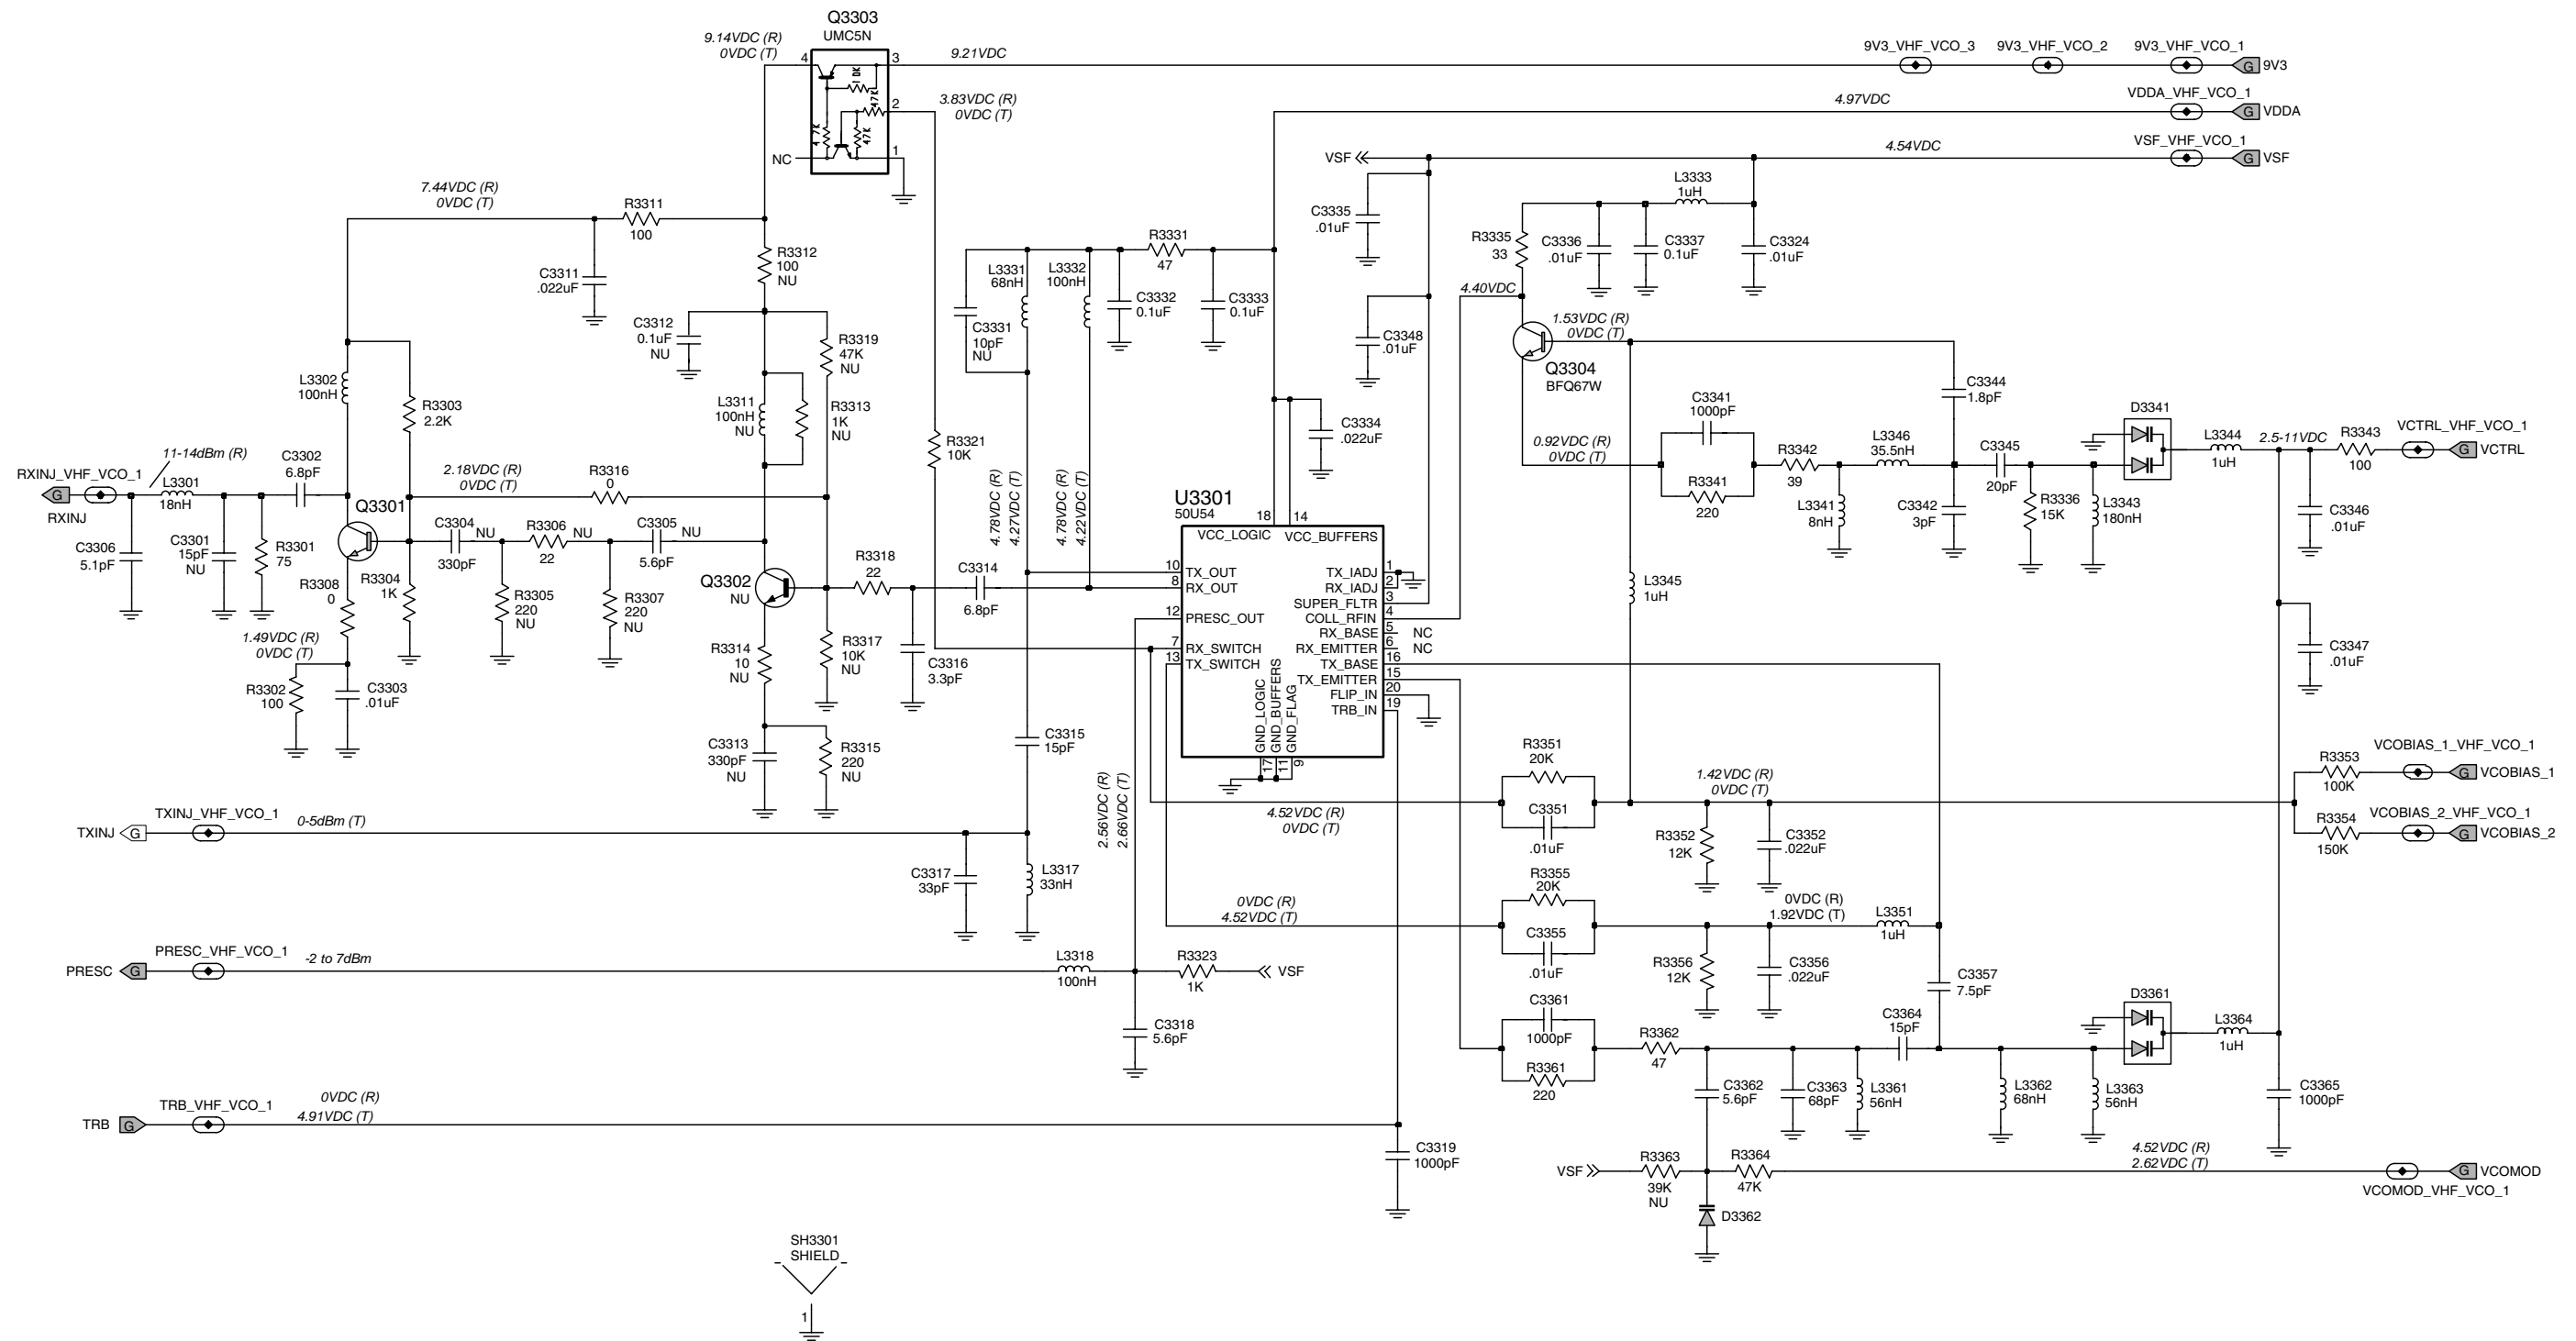 Q3303
UMC5N
9.14VDC (R)
0VDC (T)
4
3
2
1
10K
47K
47K
47K
NC
9.21VDC
3.83VDC (R)
0VDC (T)
9V3_VHF_VCO_3
9V3_VHF_VCO_2
9V3_VHF_VCO_1
G
9V3
4.97VDC
VDDA_VHF_VCO_1
G
VDDA
VSF
4.54VDC
VSF_VHF_VCO_1
G
VSF
7.44VDC (R)
0VDC (T)
R3311
100
C3311
.022uF
R3312
100
NU
C3312
0.1uF
NU
R3319
47K
NU
L3311
100nH
NU
R3313
1K
NU
L3302
100nH
R3303
2.2K
11-14dBm (R)
RXINJ_VHF_VCO_1
G
RXINJ
L3301
18nH
C3302
6.8pF
C3306
5.1pF
C3301
15pF
NU
R3301
75
Q3301
2.18VDC (R)
0VDC (T)
R3316
0
C3304
NU
330pF
R3306
NU
22
C3305
NU
5.6pF
R3308
0
R3304
1K
R3305
220
NU
R3307
220
NU
1.49VDC (R)
0VDC (T)
R3302
100
C3303
.01uF
Q3302
NU
R3318
22
C3314
6.8pF
R3314
10
NU
R3317
10K
NU
C3316
3.3pF
C3313
330pF
NU
R3315
220
NU
R3321
10K
L3331
68nH
L3332
100nH
C3331
10pF
NU
C3332
0.1uF
R3331
47
C3333
0.1uF
4.78VDC (R)
4.27VDC (T)
4.78VDC (R)
4.22VDC (T)
C3334
.022uF
C3335
.01uF
C3348
.01uF
L3333
1uH
R3335
33
C3336
.01uF
C3337
0.1uF
C3324
.01uF
4.40VDC
1.53VDC (R)
0VDC (T)
Q3304
BFQ67W
0.92VDC (R)
0VDC (T)
C3341
1000pF
R3341
220
R3342
39
L3346
35.5nH
L3341
8nH
C3344
1.8pF
C3342
3pF
C3345
20pF
R3336
15K
L3343
180nH
D3341
L3344
1uH
2.5-11VDC
R3343
100
VCTRL_VHF_VCO_1
G
VCTRL
C3346
.01uF
C3347
.01uF
L3345
1uH
U3301
50U54
18
14
VCC_LOGIC
VCC_BUFFERS
10
TX_OUT
8
RX_OUT
12
PRESC_OUT
7
RX_SWITCH
13
TX_SWITCH
TX_IADJ
1
RX_IADJ
2
SUPER_FLTR
3
COLL_RFIN
4
RX_BASE
5
NC
RX_EMITTER
6
NC
TX_BASE
16
TX_EMITTER
15
FLIP_IN
20
TRB_IN
19
GND_LOGIC
GND_BUFFERS
GND_FLAG
17
11
9
C3315
15pF
2.56VDC (R)
2.66VDC (T)
R3351
20K
C3351
.01uF
4.52VDC (R)
0VDC (T)
1.42VDC (R)
0VDC (T)
R3352
12K
C3352
.022uF
R3353
100K
VCOBIAS_1_VHF_VCO_1
G
VCOBIAS_1
VCOBIAS_2_VHF_VCO_1
R3354
150K
G
VCOBIAS_2
TXINJ
G
TXINJ_VHF_VCO_1
0-5dBm (T)
C3317
33pF
L3317
33nH
R3355
20K
0VDC (R)
4.52VDC (T)
C3355
.01uF
0VDC (R)
1.92VDC (T)
L3351
1uH
R3356
12K
C3356
.022uF
C3357
7.5pF
PRESC
G
PRESC_VHF_VCO_1
-2 to 7dBm
L3318
100nH
R3323
1K
VSF
C3318
5.6pF
C3361
1000pF
R3361
220
R3362
47
C3364
15pF
D3361
L3364
1uH
C3362
5.6pF
C3363
68pF
L3361
56nH
L3362
68nH
L3363
56nH
C3365
1000pF
TRB
G
TRB_VHF_VCO_1
0VDC (R)
4.91VDC (T)
C3319
1000pF
VSF
R3363
39K
NU
R3364
47K
4.52VDC (R)
2.62VDC (T)
G
VCOMOD
VCOMOD_VHF_VCO_1
D3362
SH3301
SHIELD
1